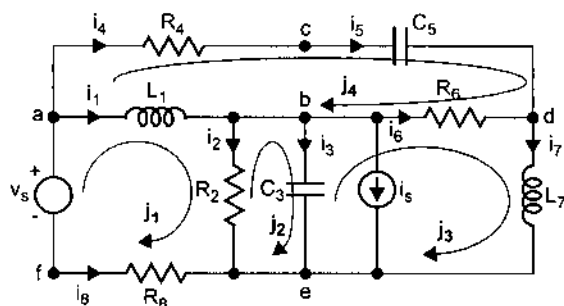 i4 R4 c i5 C5
a i1 L1 b j4 i6 R6 d
i2 i3 i7
+ vs - R2 C3 is L7
j1 j2 j3
f i8 R8 e